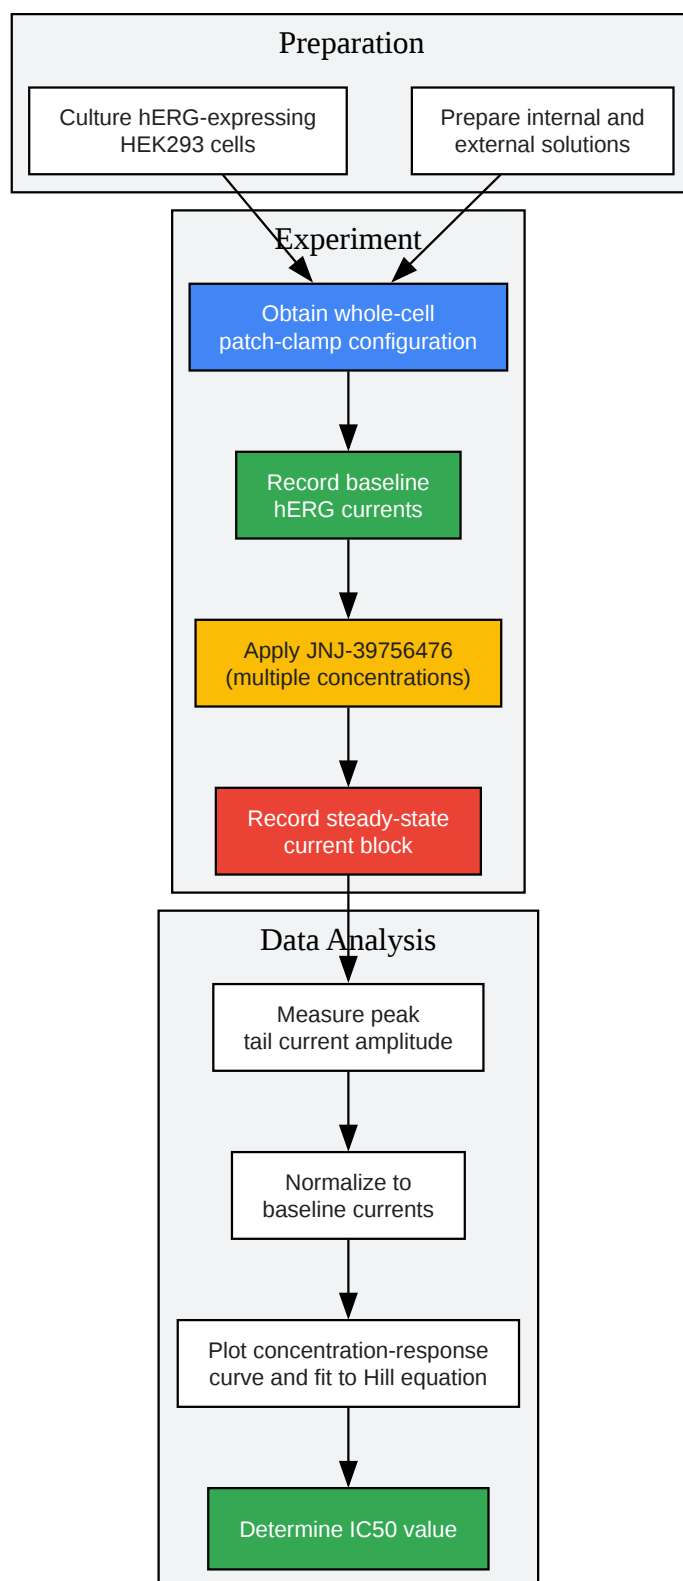 Preparation
Culture hERG-expressing
HEK293 cells
Prepare internal and
external solutions
Experiment
Obtain whole-cell
patch-clamp configuration
Record baseline
hERG currents
Apply JNJ-39756476
(multiple concentrations)
Record steady-state
current block
Data Analysis
Measure peak
tail current amplitude
Normalize to
baseline currents
Plot concentration-response
curve and fit to Hill equation
Determine IC50 value